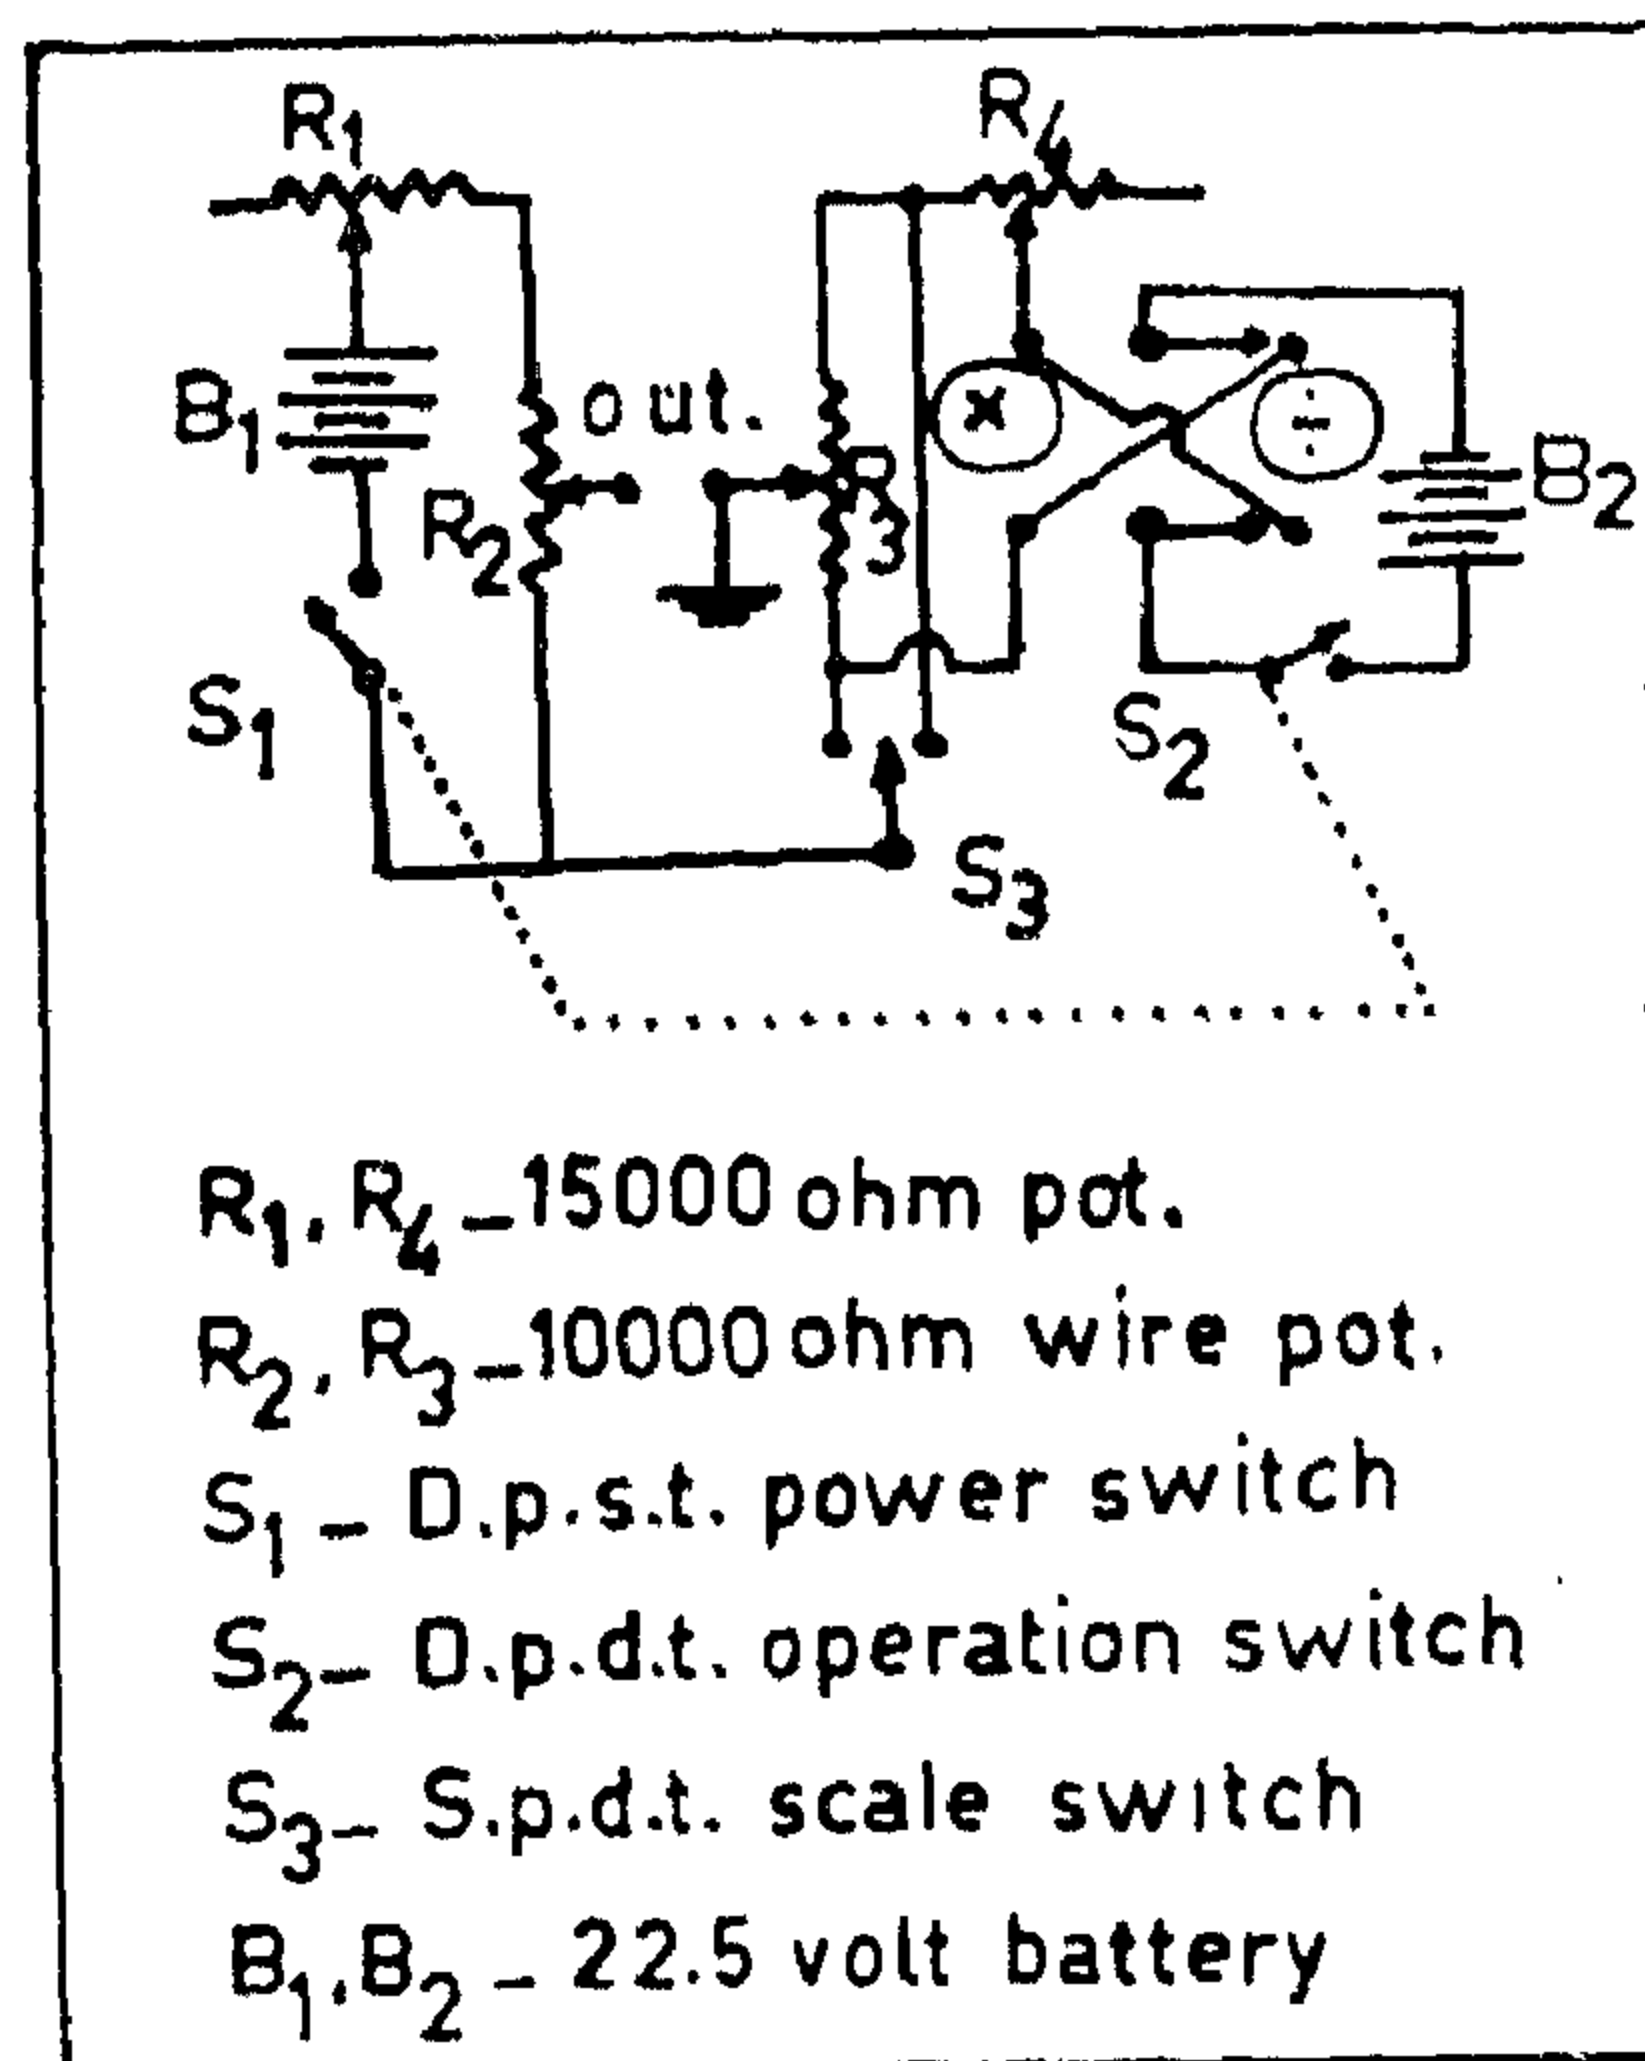 R1
R4
B1
out.
x
÷
B2
R2
R3
S1
S2
S3
R1, R4 – 15000 ohm pot.
R2, R3 – 10000 ohm wire pot.
S1 – D.p.s.t. power switch
S2 – D.p.d.t. operation switch
S3 – S.p.d.t. scale switch
B1, B2 – 22.5 volt battery